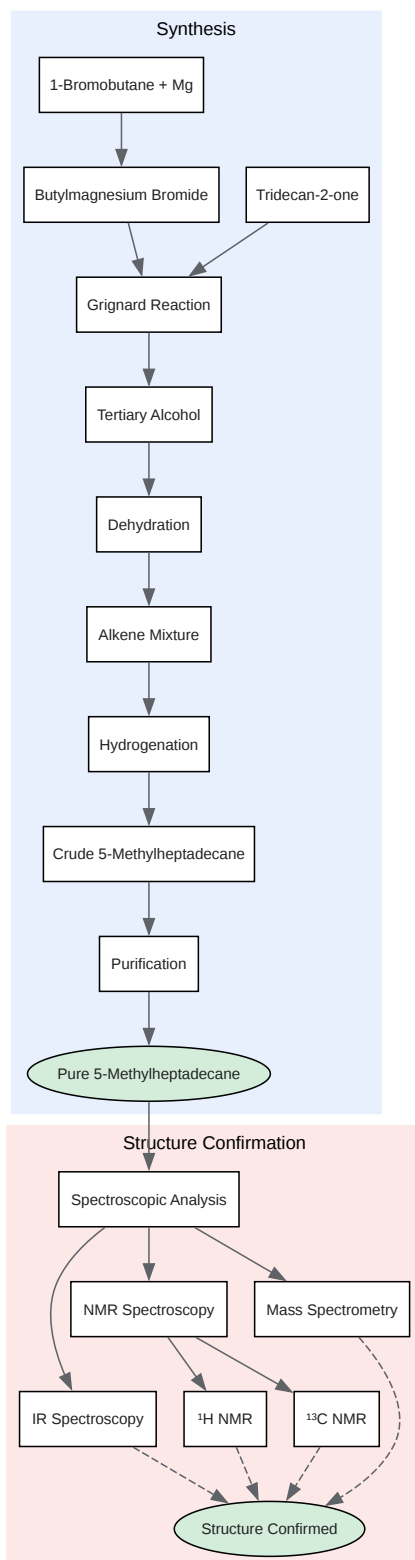 Synthesis
1-Bromobutane + Mg
Butylmagnesium Bromide
Tridecan-2-one
Grignard Reaction
Tertiary Alcohol
Dehydration
Alkene Mixture
Hydrogenation
Crude 5-Methylheptadecane
Purification
Pure 5-Methylheptadecane
Structure Confirmation
Spectroscopic Analysis
NMR Spectroscopy
Mass Spectrometry
IR Spectroscopy
¹H NMR
¹³C NMR
Structure Confirmed